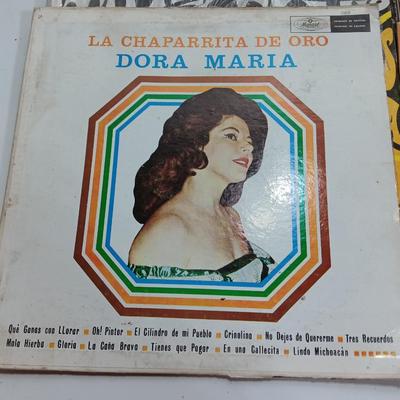 LA CHAPARRITA DE ORO
DORA MARIA
Qué Ganas con LLorar ■ Oh! Pintor ■ El Cilindro de mi Pueblo ■ Crinolina ■ No Dejes de Quererme ■ Tres Recuerdos
Mala Hierba ■ Gloria ■ La Caña Brava ■ Tienes que Pagar ■ En una Callecita ■ Lindo Michoacán ■ ■ ■ ■ ■ ■